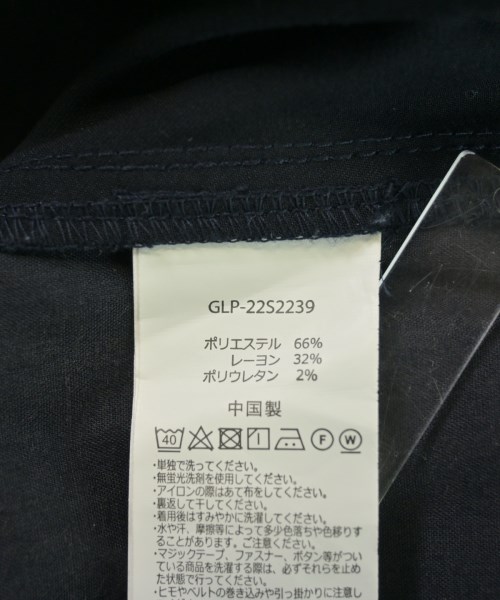 GLP-22S2239
ポリエステル 66%
レーヨン 32%
ポリウレタン 2%
中国製
40 F W
・単独で洗ってください。
・無蛍光洗剤を使用してください。
・アイロンの際はあて布をしてください。
・裏返して干してください。
・着用後はすみやかに洗濯してください。
・水や汗、摩擦等によって多少色落ちや色移りす
ることがあります。ご注意ください。
・マジックテープ、ファスナー、ボタン等がつい
ている商品を洗濯する際は、必ずそれらを止め
た状態で行ってください。
・ヒモやベルトの巻き込みや引っ掛かりに注意し